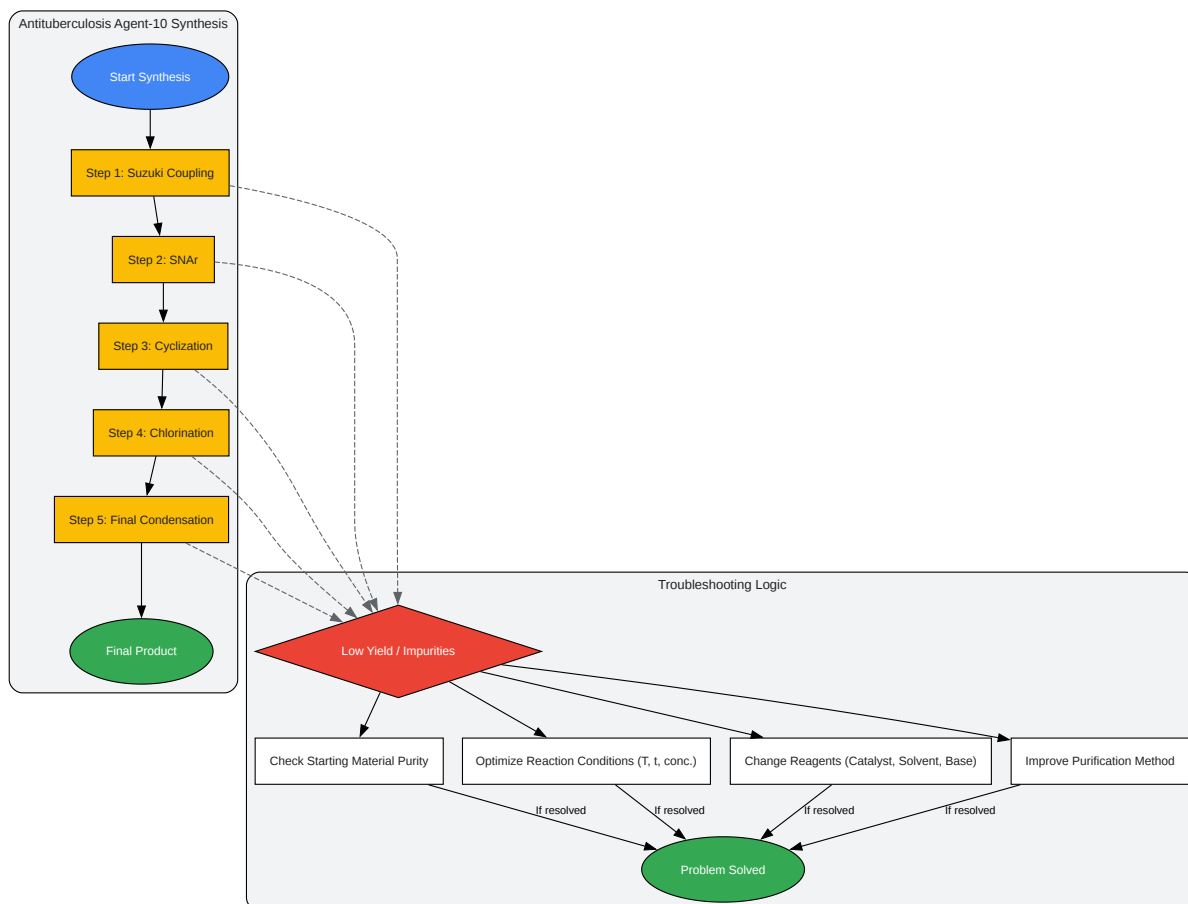 Antituberculosis Agent-10 Synthesis
Start Synthesis
Step 1: Suzuki Coupling
Step 2: SNAr
Step 3: Cyclization
Step 4: Chlorination
Step 5: Final Condensation
Final Product
Troubleshooting Logic
Low Yield / Impurities
Check Starting Material Purity
Optimize Reaction Conditions (T, t, conc.)
Change Reagents (Catalyst, Solvent, Base)
Improve Purification Method
If resolved
If resolved
If resolved
If resolved
Problem Solved